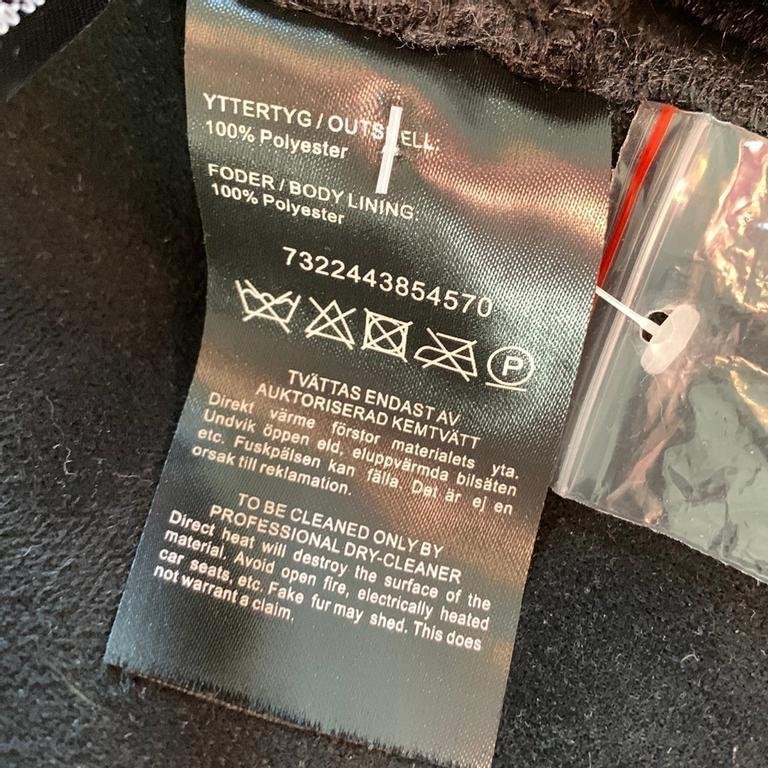 YTTERTYG / OUTSHELL:
100% Polyester
FODER / BODY LINING:
100% Polyester
7322443854570
P
TVÄTTAS ENDAST AV
AUKTORISERAD KEMTVÄTT
Direkt värme förstor materialets yta.
Undvik öppen eld, eluppvärmda bilsäten
etc. Fuskpälsen kan fälla. Det är ej en
orsak till reklamation.
TO BE CLEANED ONLY BY
PROFESSIONAL DRY-CLEANER
Direct heat will destroy the surface of the
material. Avoid open fire, electrically heated
car seats, etc. Fake fur may shed. This does
not warrant a claim.